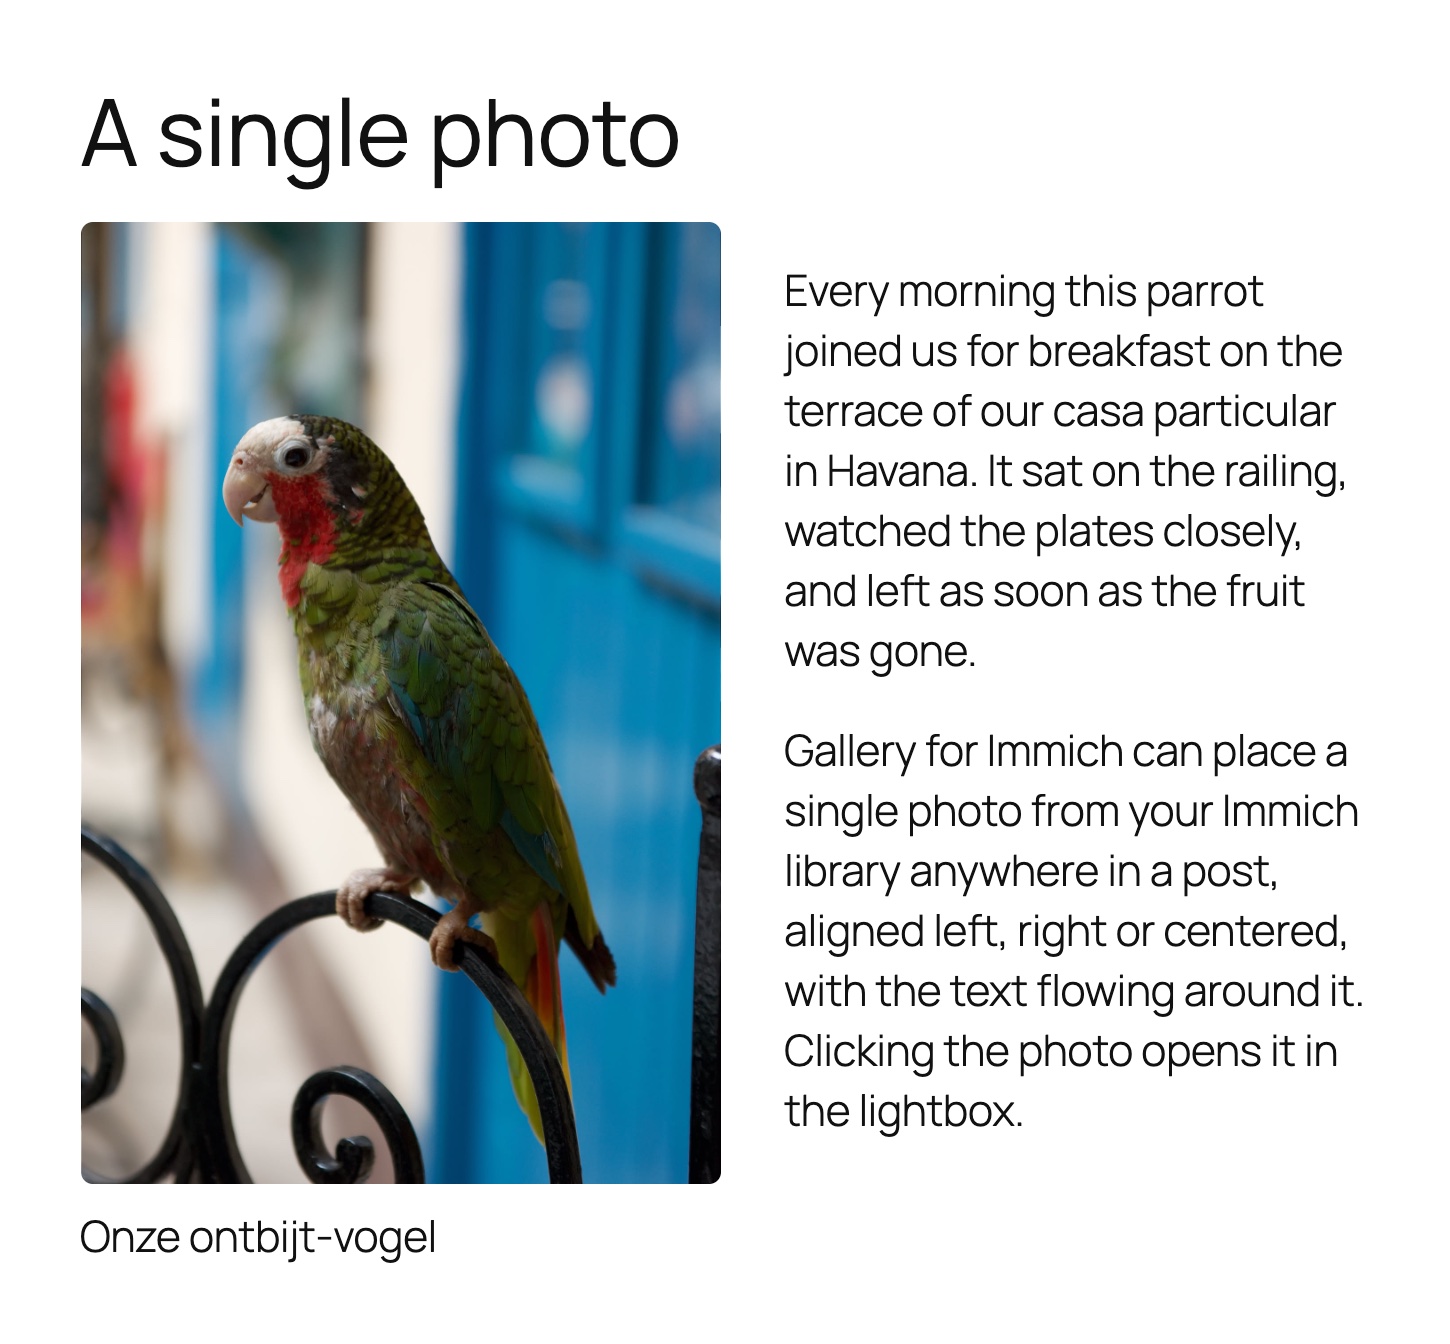 A single photo
Every morning this parrot
joined us for breakfast on the
terrace of our casa particular
in Havana. It sat on the railing,
watched the plates closely,
and left as soon as the fruit
was gone.
Gallery for Immich can place a
single photo from your Immich
library anywhere in a post,
aligned left, right or centered,
with the text flowing around it.
Clicking the photo opens it in
the lightbox.
Onze ontbijt-vogel